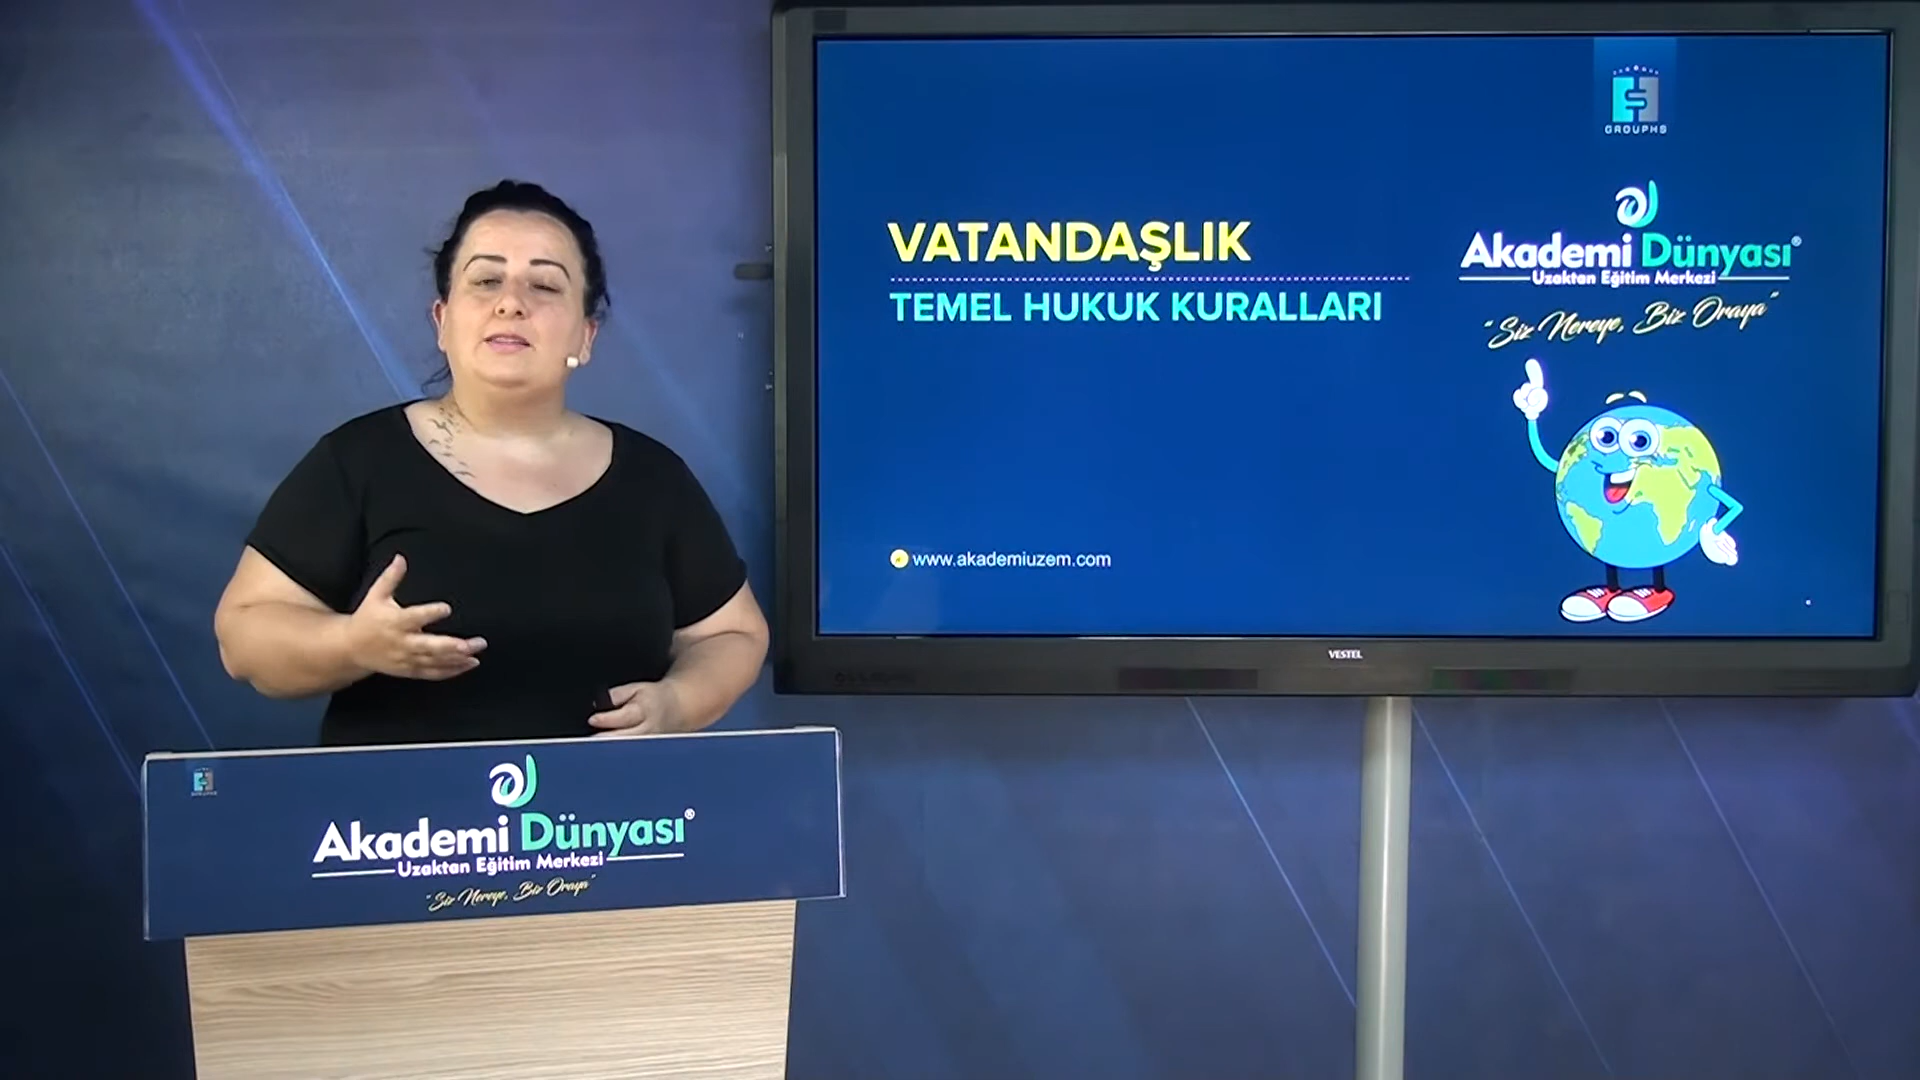 GROUPHS
VATANDAŞLIK
TEMEL HUKUK KURALLARI
Akademi Dünyası®
Uzaktan Eğitim Merkezi
"Siz Nereye, Biz Oraya"
www.akademiuzem.com
VESTEL
GROUPHS
Akademi Dünyası®
Uzaktan Eğitim Merkezi
"Siz Nereye, Biz Oraya"